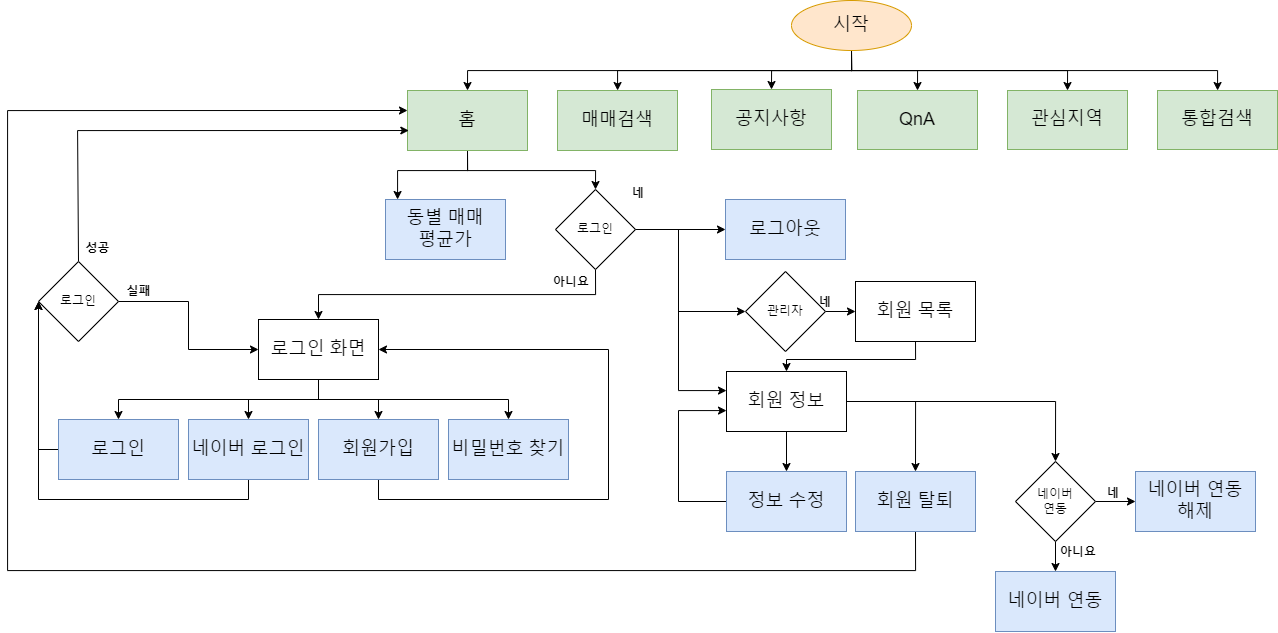 시작
홈
매매검색
공지사항
QnA
관심지역
통합검색
동별 매매
평균가
로그인
네
아니요
로그아웃
성공
로그인
실패
관리자
네
회원 목록
로그인 화면
회원 정보
로그인
네이버 로그인
회원가입
비밀번호 찾기
정보 수정
회원 탈퇴
네이버
연동
네
네이버 연동
해제
아니요
네이버 연동